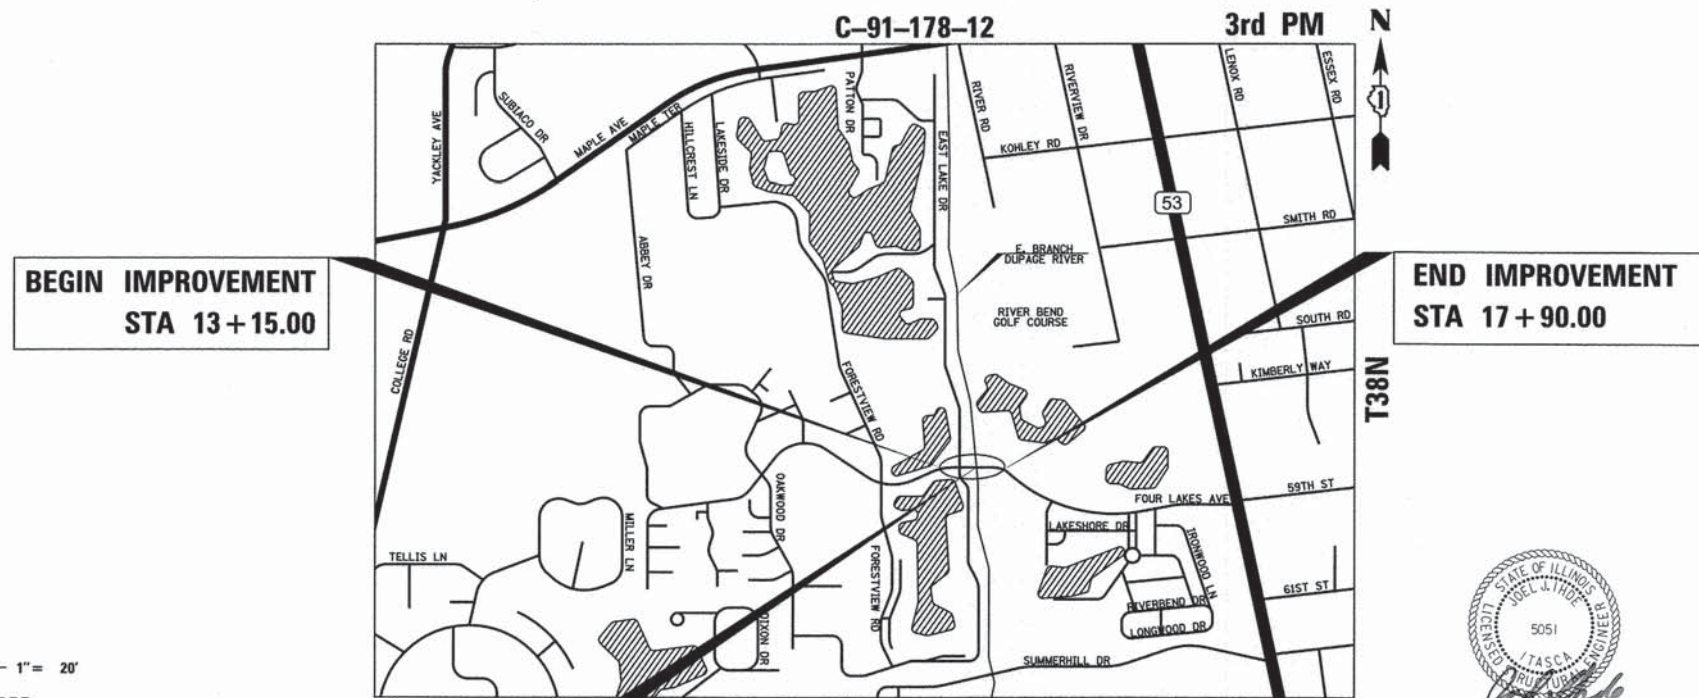 C-91-178-12
3rd PM
N
YACKLEY AVE
SUBIACO DR
MAPLE AVE
MAPLE TER
HILLCREST LN
LAKESIDE DR
PATTON DR
EAST LAKE DR
RIVER RD
RIVERVIEW DR
LENOX RD
ESSEX RD
KOHLEY RD
53
SMITH RD
ABBEY DR
E. BRANCH
DUPAGE RIVER
BEGIN IMPROVEMENT
STA 13+15.00
END IMPROVEMENT
STA 17+90.00
RIVER BEND
GOLF COURSE
SOUTH RD
COLLEGE RD
FORESTVIEW RD
KIMBERLY WAY
T38N
OAKWOOD DR
FOUR LAKES AVE
59TH ST
MILLER LN
LAKESHORE DR
IRONWOOD LN
TELLIS LN
FORESTVIEW RD
61ST ST
RIVERBEND DR
LONGWOOD DR
DIXON DR
SUMMERHILL DR
1"= 20'
STATE OF ILLINOIS
JOEL J. IHDE
5051
ITASCA
LICENSED STRUCTURAL ENGINEER